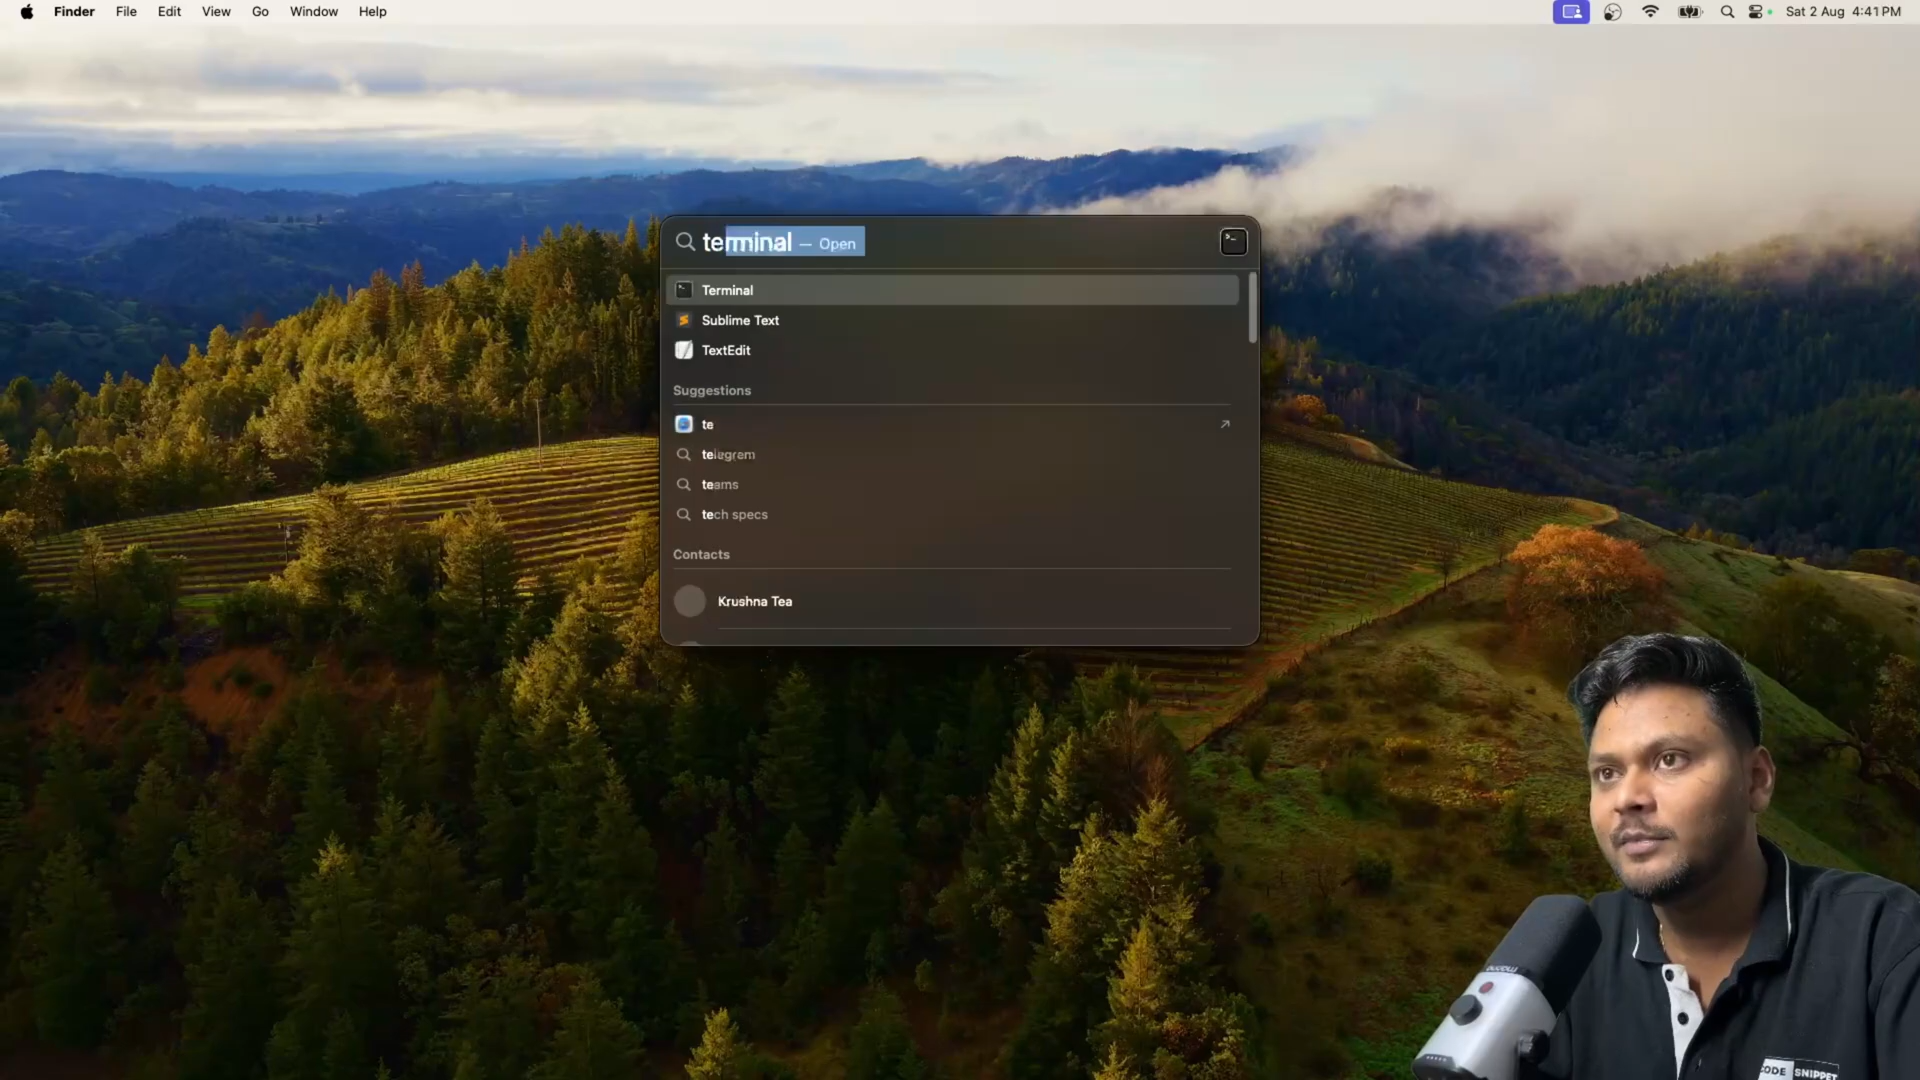 Finder File Edit View Go Window Help Sat 2 Aug 4:41 PM
terminal — Open
Terminal
Sublime Text
TextEdit
Suggestions
te
telegram
teams
tech specs
Contacts
Krushna Tea
CODE SNIPPET